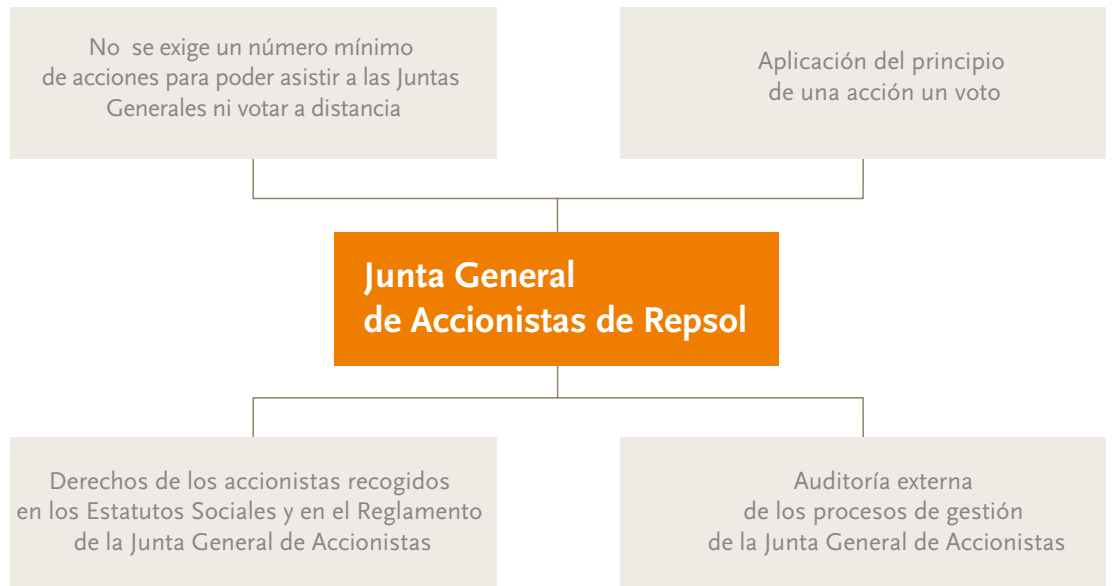 No se exige un número mínimo
de acciones para poder asistir a las Juntas
Generales ni votar a distancia
Aplicación del principio
de una acción un voto
Junta General
de Accionistas de Repsol
Derechos de los accionistas recogidos
en los Estatutos Sociales y en el Reglamento
de la Junta General de Accionistas
Auditoría externa
de los procesos de gestión
de la Junta General de Accionistas